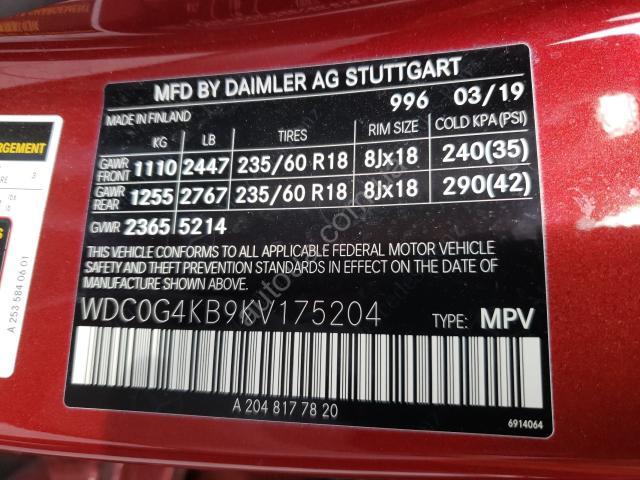 MFD BY DAIMLER AG STUTTGART
MADE IN FINLAND 996 03/19
KG LB TIRES RIM SIZE COLD KPA(PSI)
GAWR FRONT 1110 2447 235/60 R18 8Jx18 240(35)
GAWR REAR 1255 2767 235/60 R18 8Jx18 290(42)
GVWR 2365 5214
THIS VEHICLE CONFORMS TO ALL APPLICABLE FEDERAL MOTOR VEHICLE
SAFETY AND THEFT PREVENTION STANDARDS IN EFFECT ON THE DATE OF
MANUFACTURE SHOWN ABOVE.
WDC0G4KB9KV175204 TYPE: MPV
A 204 817 78 20
6914064
A 253 584 06 01